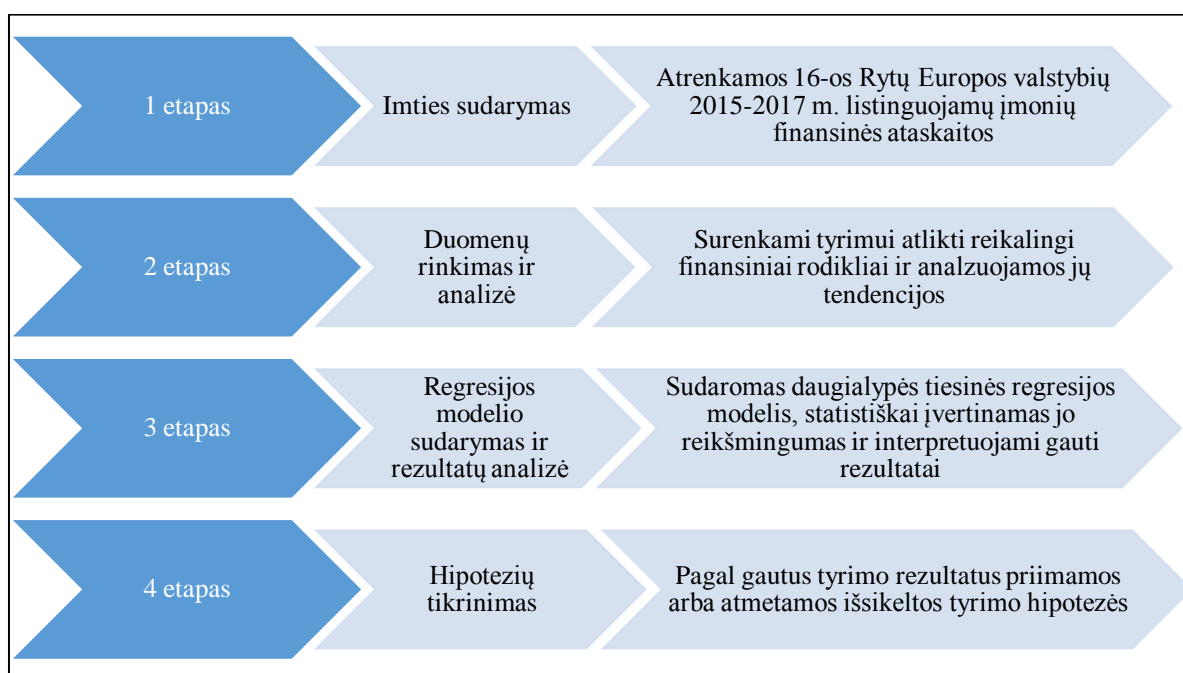 1 etapas
Imties sudarymas
Atrenkamos 16-os Rytų Europos valstybių
2015-2017 m. listinguojamų įmonių
finansinės ataskaitos
2 etapas
Duomenų
rinkimas ir
analizė
Surenkami tyrimui atlikti reikalingi
finansiniai rodikliai ir analzuojamos jų
tendencijos
3 etapas
Regresijos
modelio
sudarymas ir
rezultatų analizė
Sudaromas daugialypės tiesinės regresijos
modelis, statistiškai įvertinamas jo
reikšmingumas ir interpretuojami gauti
rezultatai
4 etapas
Hipotezių
tikrinimas
Pagal gautus tyrimo rezultatus priimamos
arba atmetamos išsikeltos tyrimo hipotezės